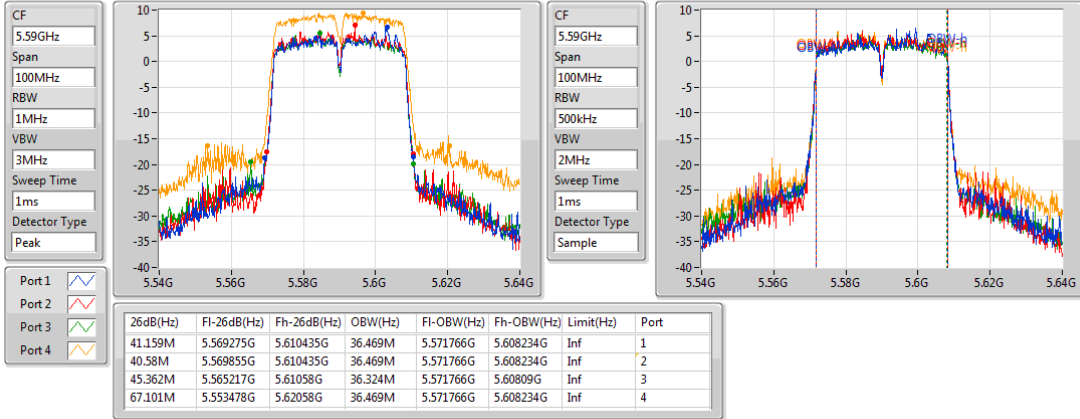 CF
5.59GHz
Span
100MHz
RBW
1MHz
VBW
3MHz
Sweep Time
1ms
Detector Type
Peak
Port 1
Port 2
Port 3
Port 4
10
5
0
-5
-10
-15
-20
-25
-30
-35
-40
5.54G 5.56G 5.58G 5.6G 5.62G 5.64G
CF
5.59GHz
Span
100MHz
RBW
500kHz
VBW
2MHz
Sweep Time
1ms
Detector Type
Sample
10
5
0
-5
-10
-15
-20
-25
-30
-35
-40
5.54G 5.56G 5.58G 5.6G 5.62G 5.64G
26dB(Hz) Fl-26dB(Hz) Fh-26dB(Hz) OBW(Hz) Fl-OBW(Hz) Fh-OBW(Hz) Limit(Hz) Port
41.159M 5.569275G 5.610435G 36.469M 5.571766G 5.608234G Inf 1
40.58M 5.569855G 5.610435G 36.469M 5.571766G 5.608234G Inf 2
45.362M 5.565217G 5.61058G 36.324M 5.571766G 5.60809G Inf 3
67.101M 5.553478G 5.62058G 36.469M 5.571766G 5.608234G Inf 4